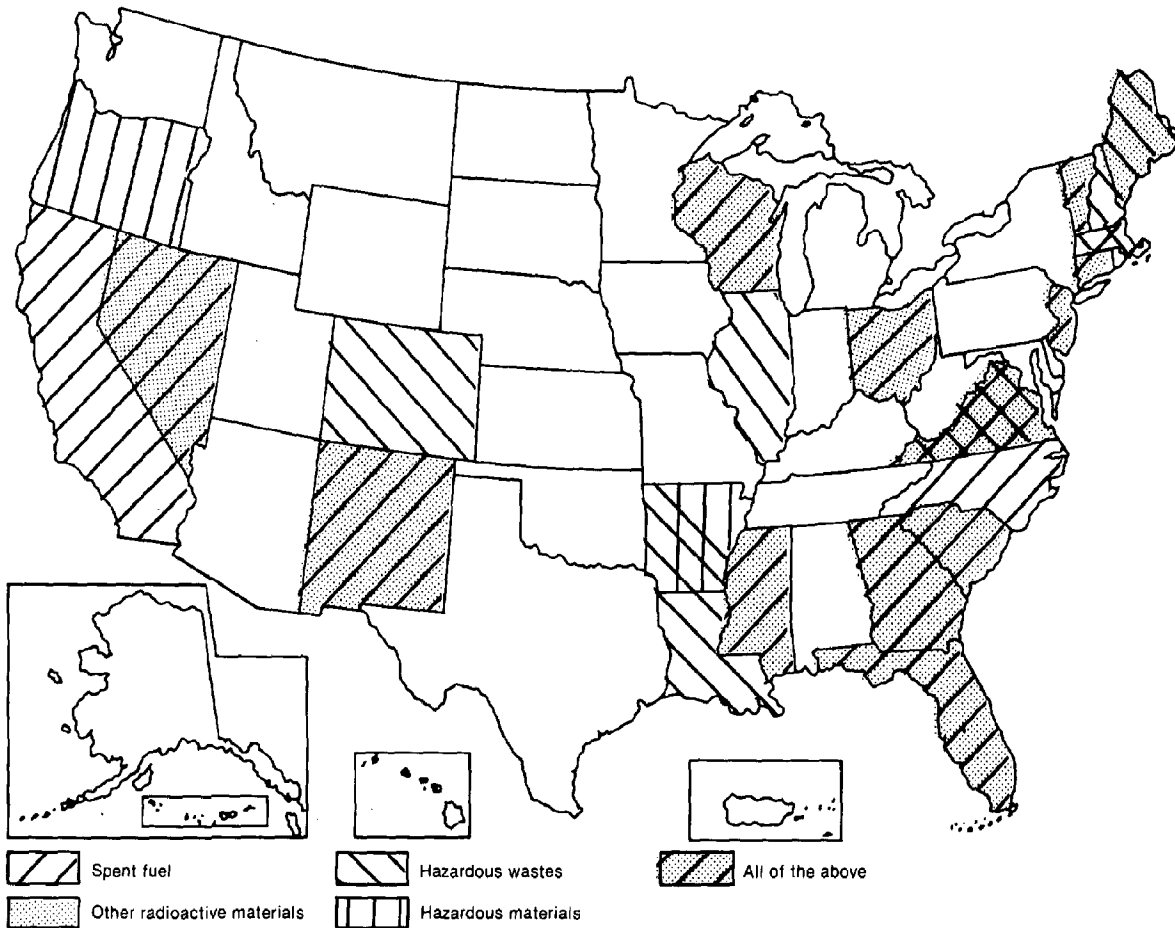 Spent fuel
Hazardous wastes
All of the above
Other radioactive materials
Hazardous materials